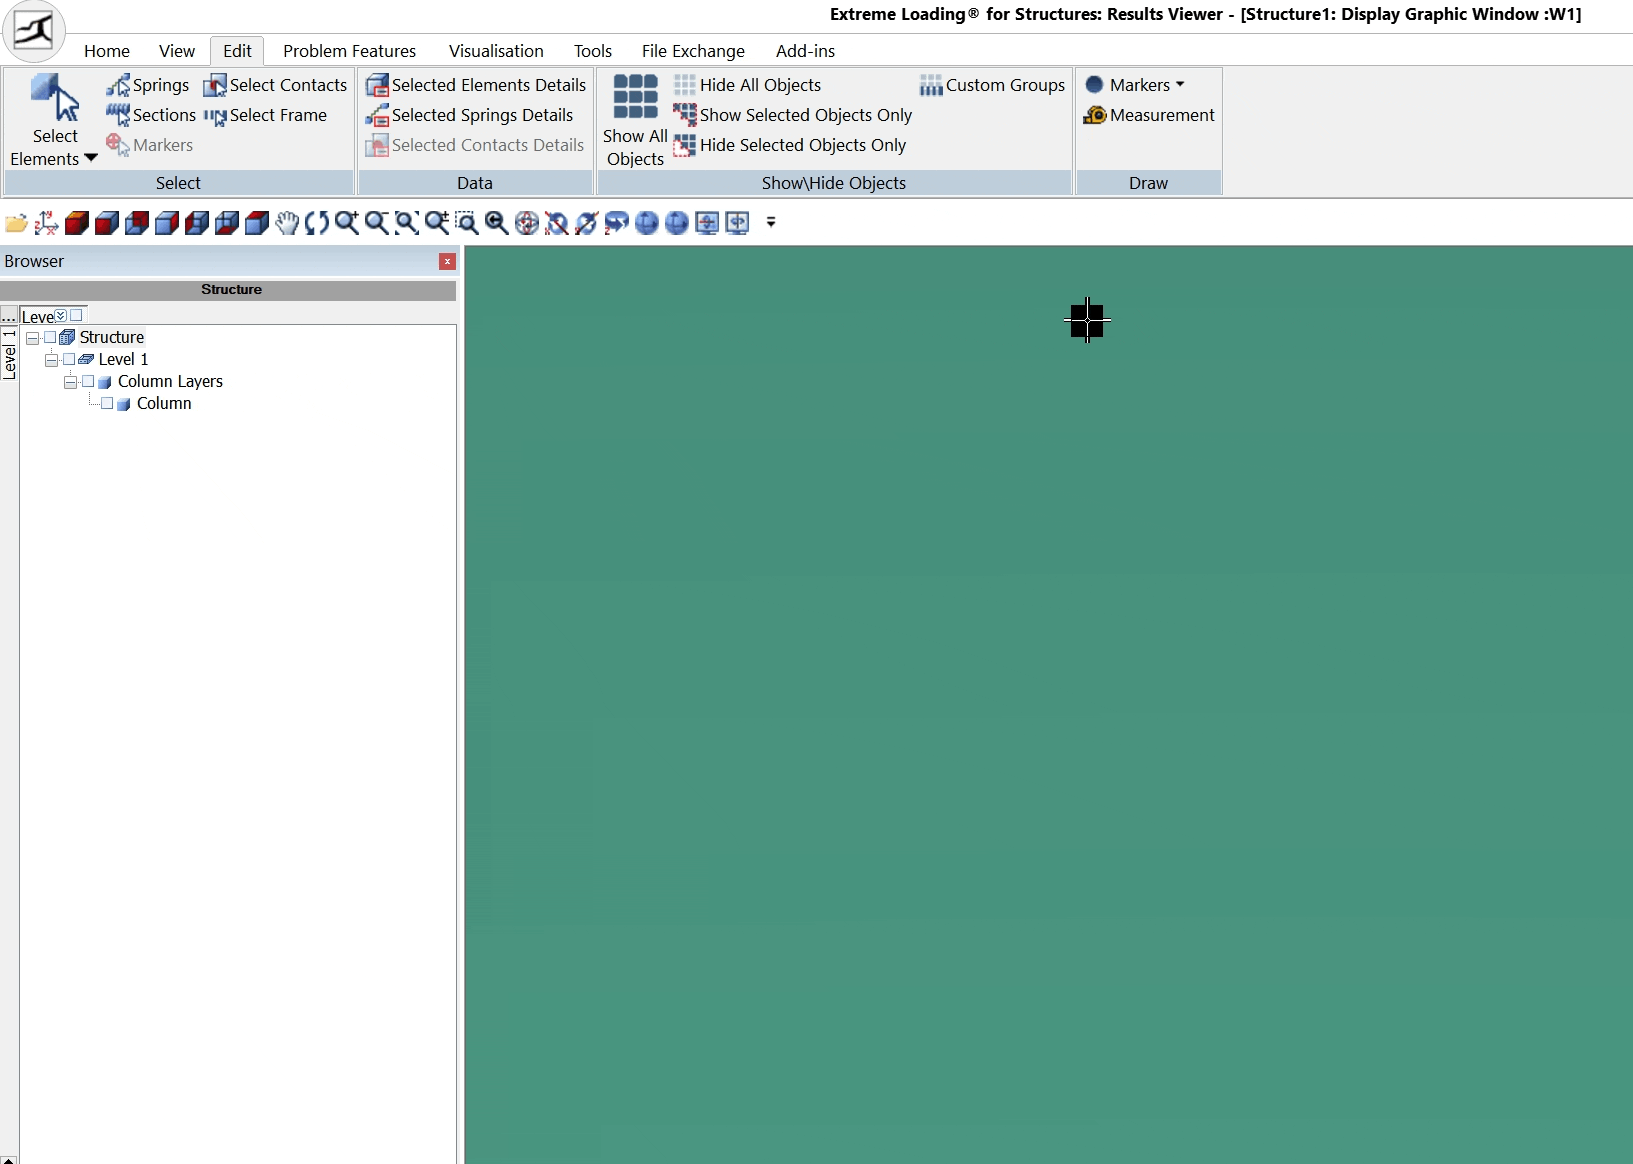 Extreme Loading® for Structures: Results Viewer - [Structure1: Display Graphic Window :W1]
Home View Edit Problem Features Visualisation Tools File Exchange Add-ins
Select Elements
Springs
Sections
Markers
Select Contacts
Select Frame
Select
Selected Elements Details
Selected Springs Details
Selected Contacts Details
Data
Show All Objects
Hide All Objects
Show Selected Objects Only
Hide Selected Objects Only
Custom Groups
Show\Hide Objects
Markers
Measurement
Draw
Browser
Structure
... Leve
Level 1
Structure
Level 1
Column Layers
Column